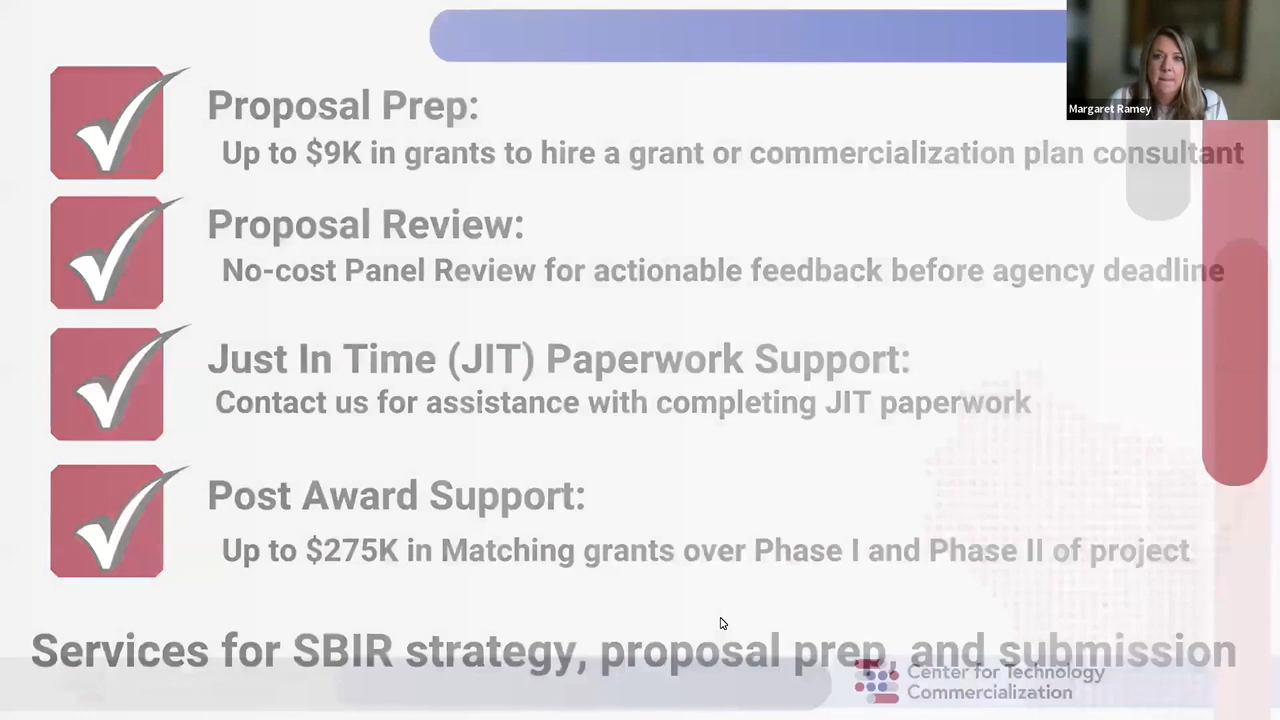 Margaret Ramey
Proposal Prep:
Up to $9K in grants to hire a grant or commercialization plan consultant
Proposal Review:
No-cost Panel Review for actionable feedback before agency deadline
Just In Time (JIT) Paperwork Support:
Contact us for assistance with completing JIT paperwork
Post Award Support:
Up to $275K in Matching grants over Phase I and Phase II of project
Services for SBIR strategy, proposal prep, and submission
Center for Technology
Commercialization